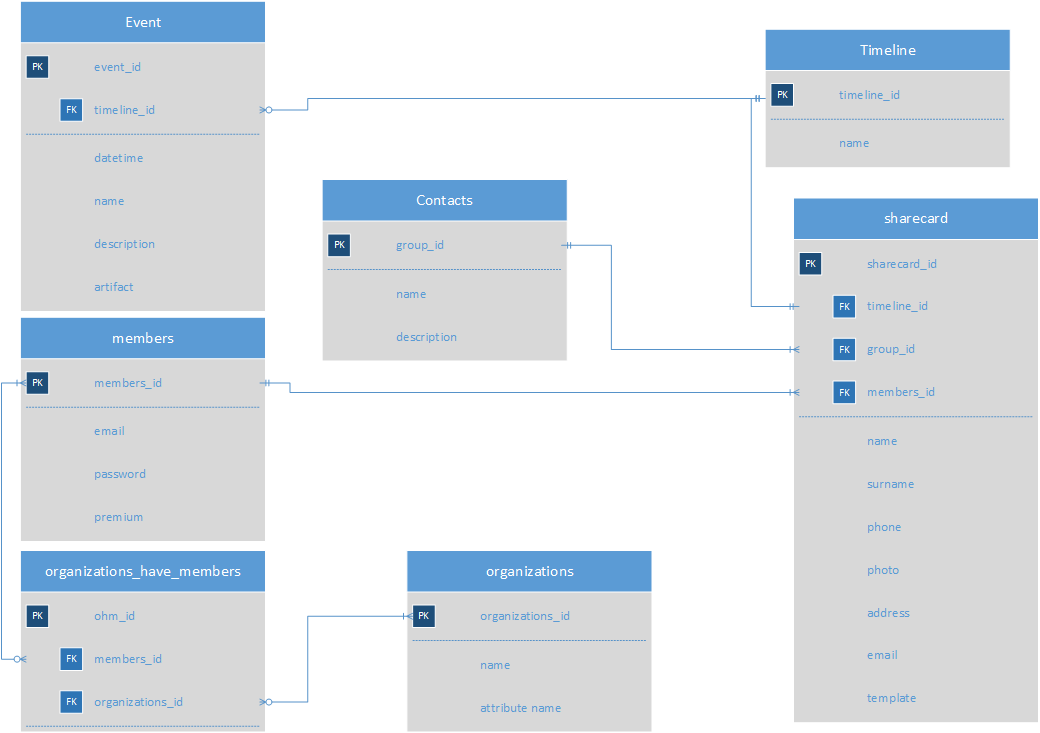 Event
PK event_id
FK timeline_id
datetime
name
description
artifact
Timeline
PK timeline_id
name
Contacts
PK group_id
name
description
sharecard
PK sharecard_id
FK timeline_id
FK group_id
FK members_id
name
surname
phone
photo
address
email
template
members
PK members_id
email
password
premium
organizations_have_members
PK ohm_id
FK members_id
FK organizations_id
organizations
PK organizations_id
name
attribute name